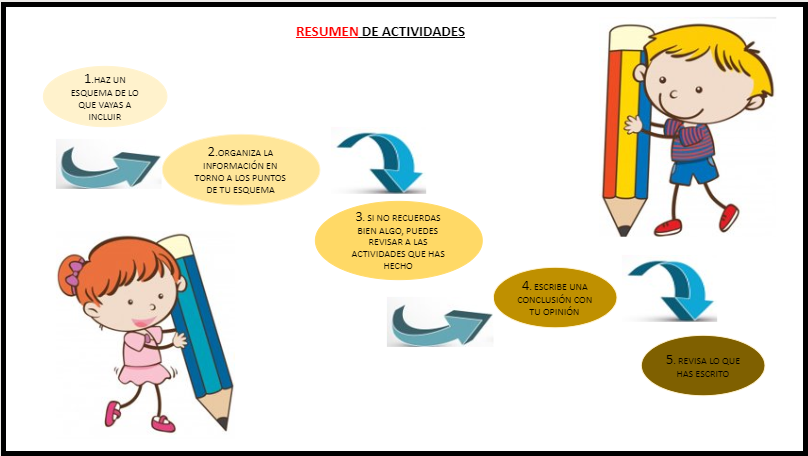 RESUMEN DE ACTIVIDADES
1.HAZ UN
ESQUEMA DE LO
QUE VAYAS A
INCLUIR
2.ORGANIZA LA
INFORMACIÓN EN
TORNO A LOS PUNTOS
DE TU ESQUEMA
3. SI NO RECUERDAS
BIEN ALGO, PUEDES
REVISAR A LAS
ACTIVIDADES QUE HAS
HECHO
4. ESCRIBE UNA
CONCLUSIÓN CON
TU OPINIÓN
5. REVISA LO QUE
HAS ESCRITO